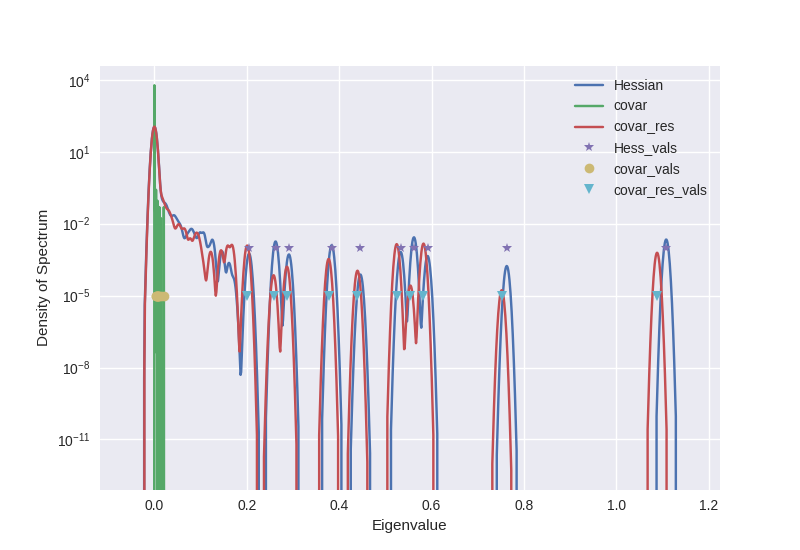 10^4
10^1
10^−2
10^−5
10^−8
10^−11
Density of Spectrum
Hessian
covar
covar_res
Hess_vals
covar_vals
covar_res_vals
0.0 0.2 0.4 0.6 0.8 1.0 1.2
Eigenvalue